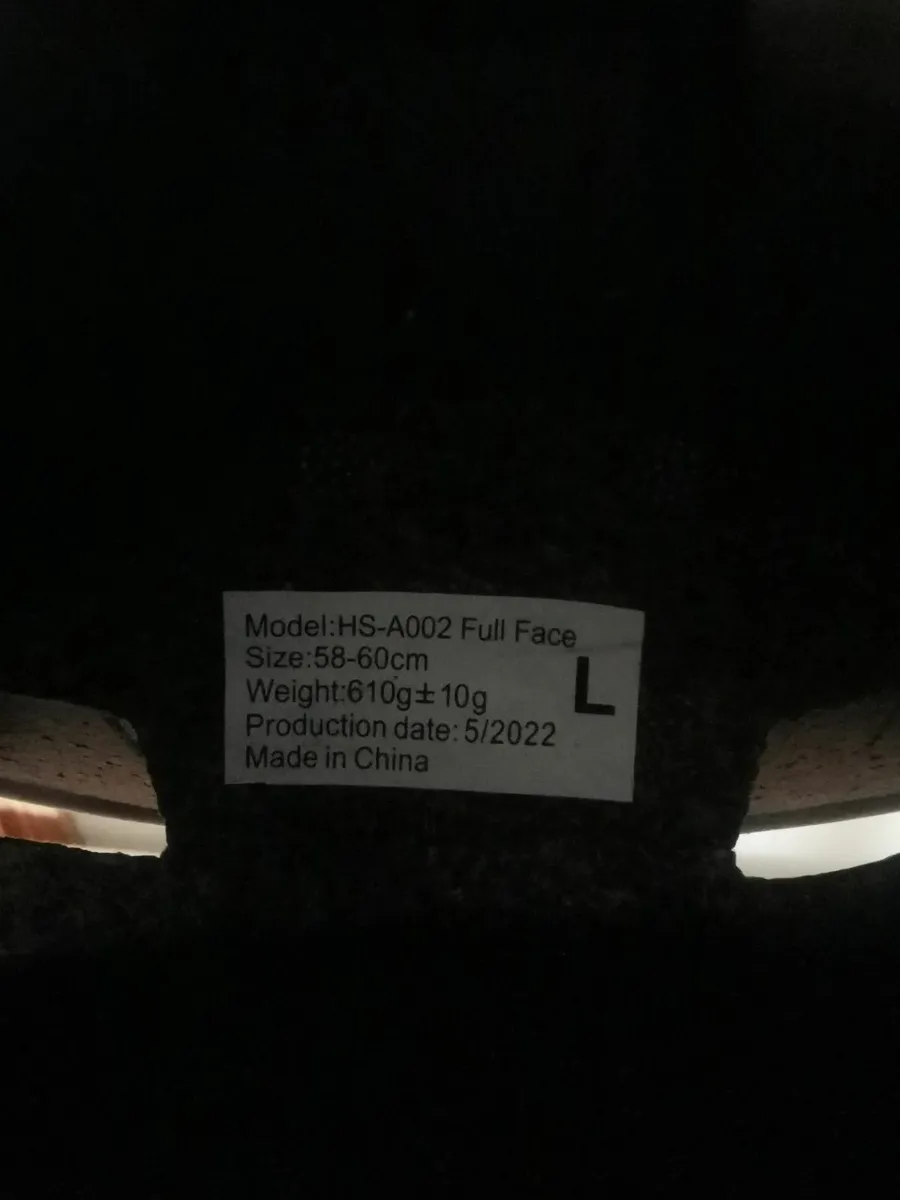 Model:HS-A002 Full Face
Size:58-60cm
L
Weight:610g±10g
Production date: 5/2022
Made in China